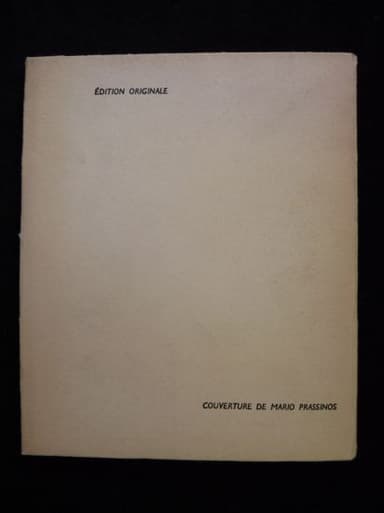 ÉDITION ORIGINALE
COUVERTURE DE MARIO PRASSINOS